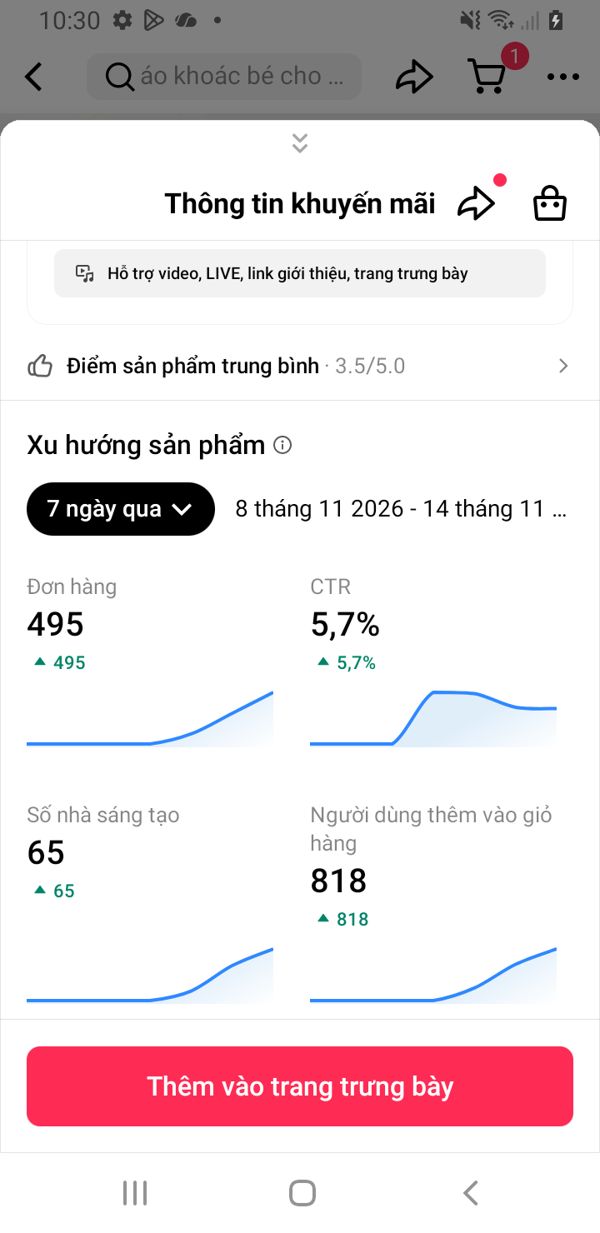 10:30
1
áo khoác bé cho ...
Thông tin khuyến mãi
Hỗ trợ video, LIVE, link giới thiệu, trang trưng bày
Điểm sản phẩm trung bình · 3.5/5.0
Xu hướng sản phẩm
7 ngày qua
8 tháng 11 2026 - 14 tháng 11 ...
Đơn hàng
495
495
CTR
5,7%
5,7%
Số nhà sáng tạo
65
65
Người dùng thêm vào giỏ
hàng
818
818
Thêm vào trang trưng bày